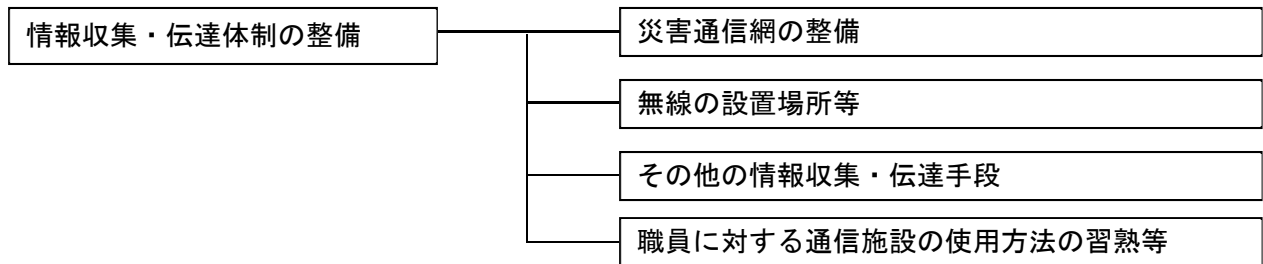 情報収集・伝達体制の整備
災害通信網の整備
無線の設置場所等
その他の情報収集・伝達手段
職員に対する通信施設の使用方法の習熟等